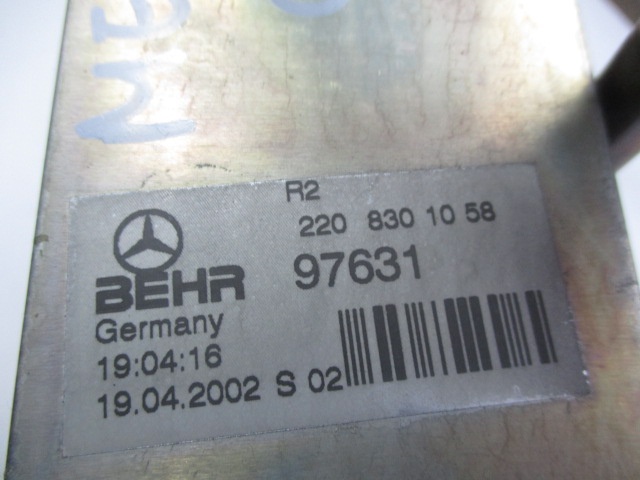 R2
220 830 10 58
97631
BEHR
Germany
19:04:16
19.04.2002 S 02